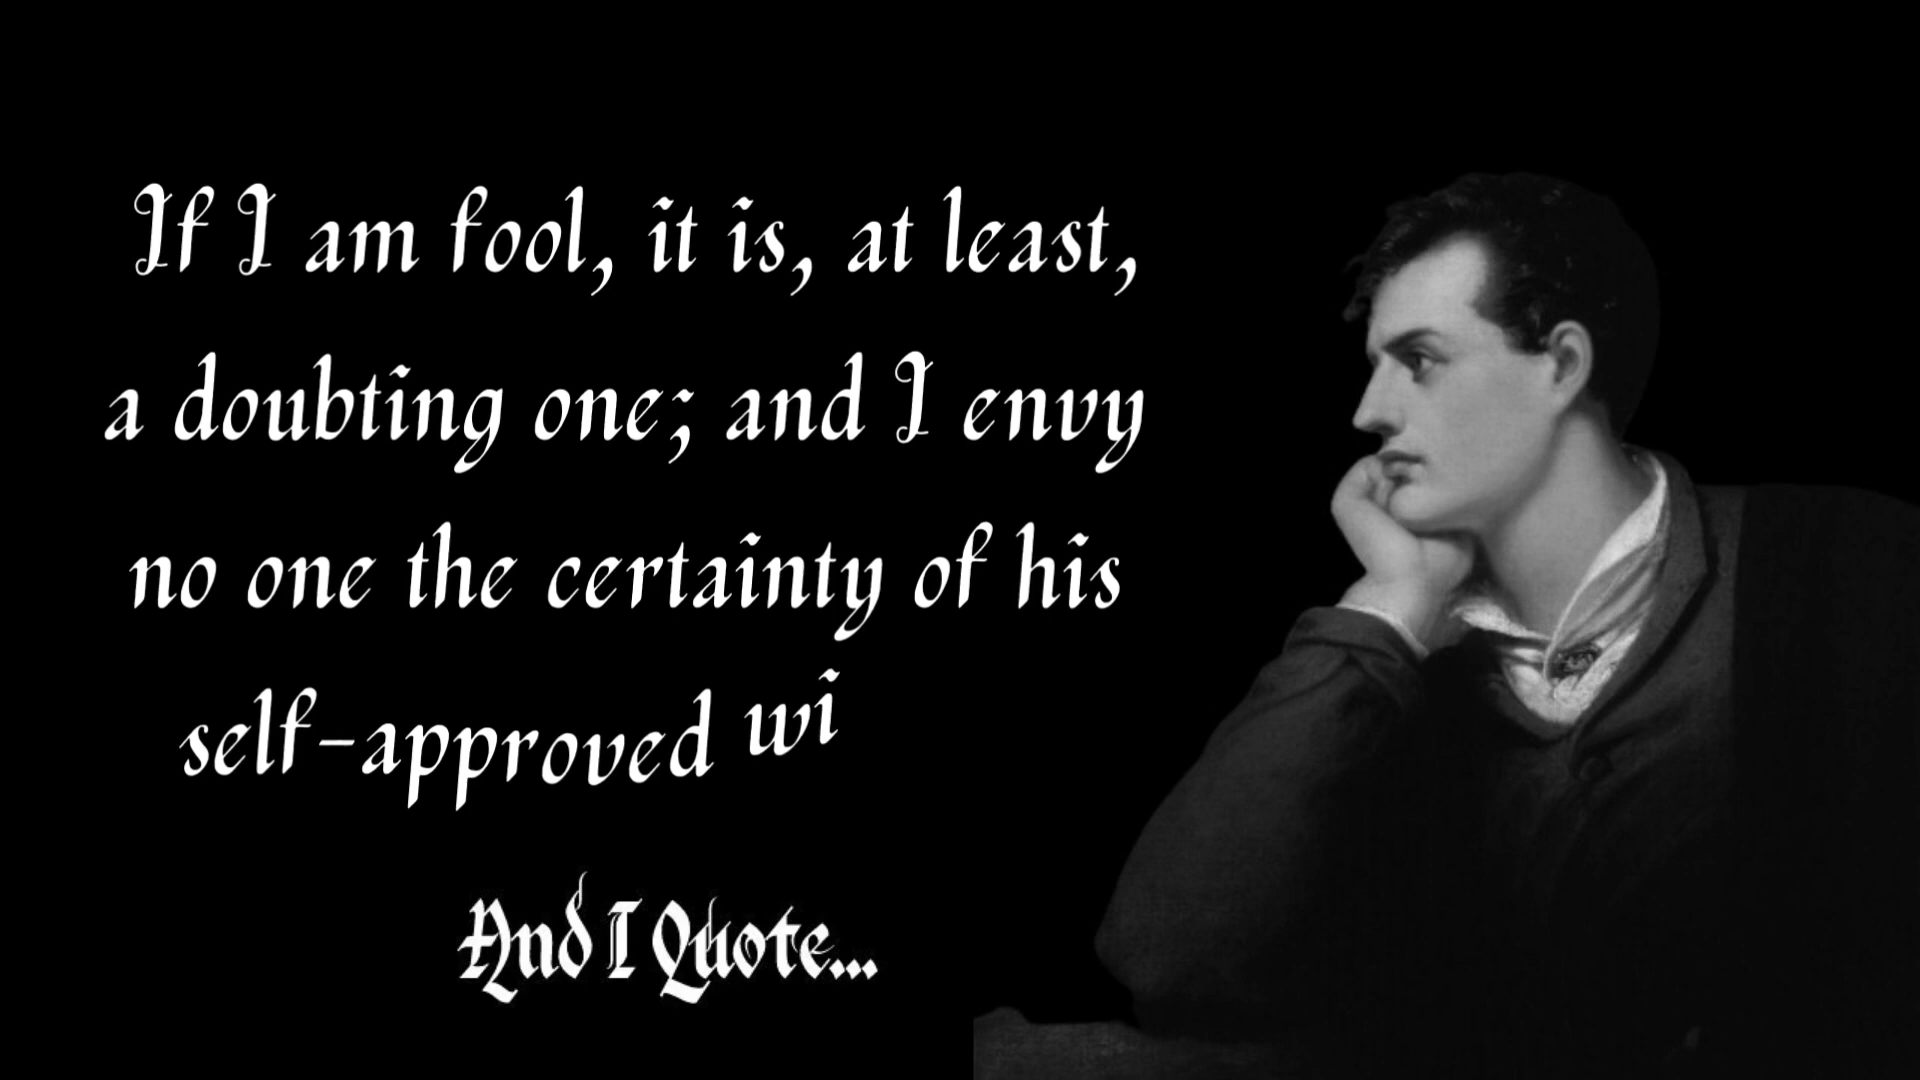 If I am fool, it is, at least,
a doubting one; and I envy
no one the certainty of his
self-approved wi
And I Quote...